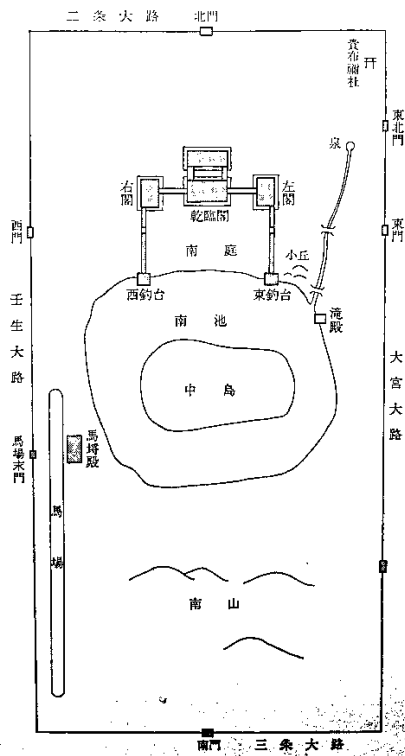 二条大路
北門
貴布禰社
東北門
泉
右閣
左閣
乾臨閣
西門
東門
南庭
小丘
西釣台
東釣台
滝殿
壬生大路
南池
中島
大宮大路
馬場末門
馬埒殿
馬場
南山
南門
三条大路